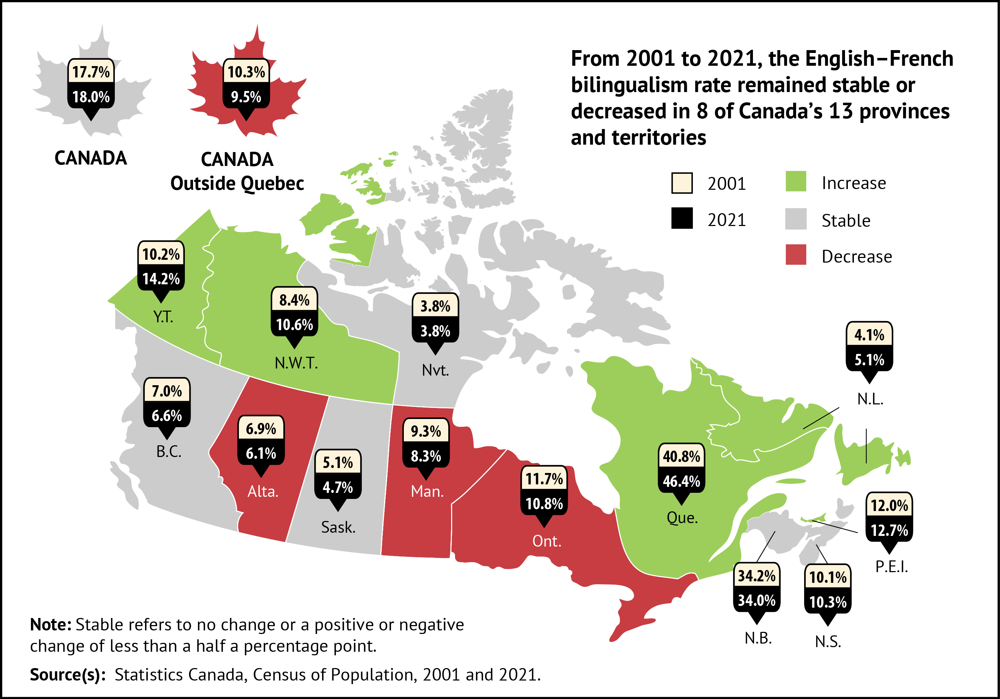 17.7%
18.0%
CANADA
10.3%
9.5%
CANADA
Outside Quebec
From 2001 to 2021, the English–French
bilingualism rate remained stable or
decreased in 8 of Canada’s 13 provinces
and territories
2001
2021
Increase
Stable
Decrease
10.2%
14.2%
Y.T.
8.4%
10.6%
N.W.T.
3.8%
3.8%
Nvt.
4.1%
5.1%
N.L.
7.0%
6.6%
B.C.
6.9%
6.1%
Alta.
5.1%
4.7%
Sask.
9.3%
8.3%
Man.
11.7%
10.8%
Ont.
40.8%
46.4%
Que.
12.0%
12.7%
P.E.I.
34.2%
34.0%
N.B.
10.1%
10.3%
N.S.
Note: Stable refers to no change or a positive or negative
change of less than a half a percentage point.
Source(s): Statistics Canada, Census of Population, 2001 and 2021.